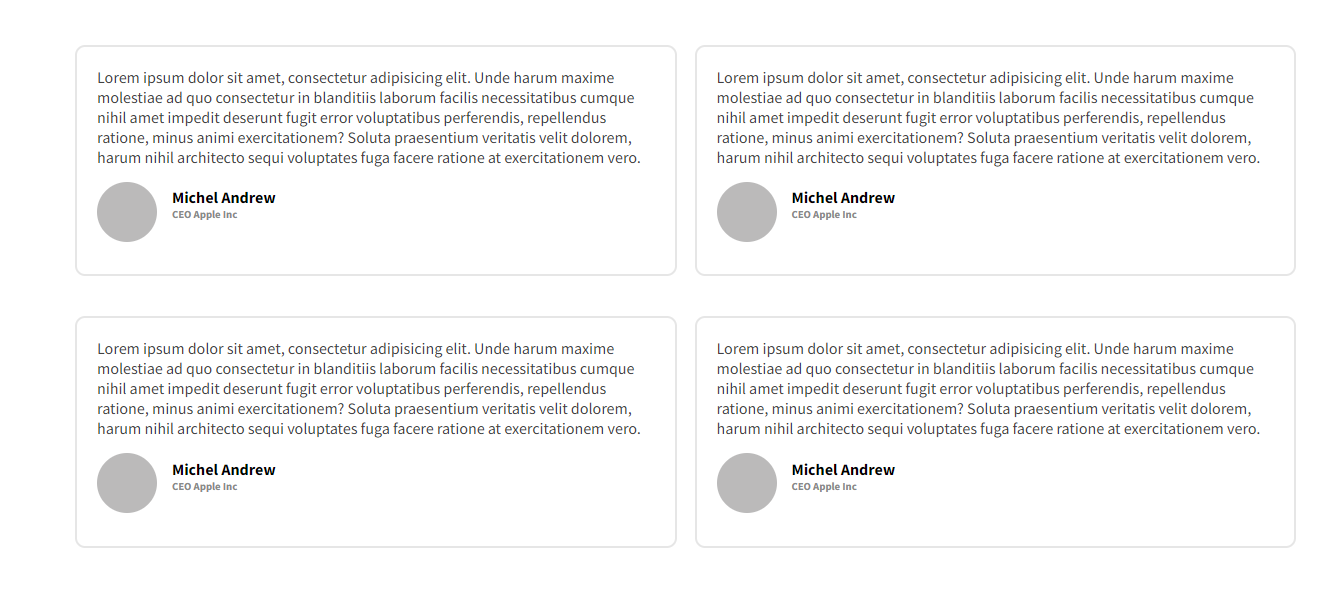 Lorem ipsum dolor sit amet, consectetur adipisicing elit. Unde harum maxime
molestiae ad quo consectetur in blanditiis laborum facilis necessitatibus cumque
nihil amet impedit deserunt fugit error voluptatibus perferendis, repellendus
ratione, minus animi exercitationem? Soluta praesentium veritatis velit dolorem,
harum nihil architecto sequi voluptates fuga facere ratione at exercitationem vero.
Michel Andrew
CEO Apple Inc
Lorem ipsum dolor sit amet, consectetur adipisicing elit. Unde harum maxime
molestiae ad quo consectetur in blanditiis laborum facilis necessitatibus cumque
nihil amet impedit deserunt fugit error voluptatibus perferendis, repellendus
ratione, minus animi exercitationem? Soluta praesentium veritatis velit dolorem,
harum nihil architecto sequi voluptates fuga facere ratione at exercitationem vero.
Michel Andrew
CEO Apple Inc
Lorem ipsum dolor sit amet, consectetur adipisicing elit. Unde harum maxime
molestiae ad quo consectetur in blanditiis laborum facilis necessitatibus cumque
nihil amet impedit deserunt fugit error voluptatibus perferendis, repellendus
ratione, minus animi exercitationem? Soluta praesentium veritatis velit dolorem,
harum nihil architecto sequi voluptates fuga facere ratione at exercitationem vero.
Michel Andrew
CEO Apple Inc
Lorem ipsum dolor sit amet, consectetur adipisicing elit. Unde harum maxime
molestiae ad quo consectetur in blanditiis laborum facilis necessitatibus cumque
nihil amet impedit deserunt fugit error voluptatibus perferendis, repellendus
ratione, minus animi exercitationem? Soluta praesentium veritatis velit dolorem,
harum nihil architecto sequi voluptates fuga facere ratione at exercitationem vero.
Michel Andrew
CEO Apple Inc